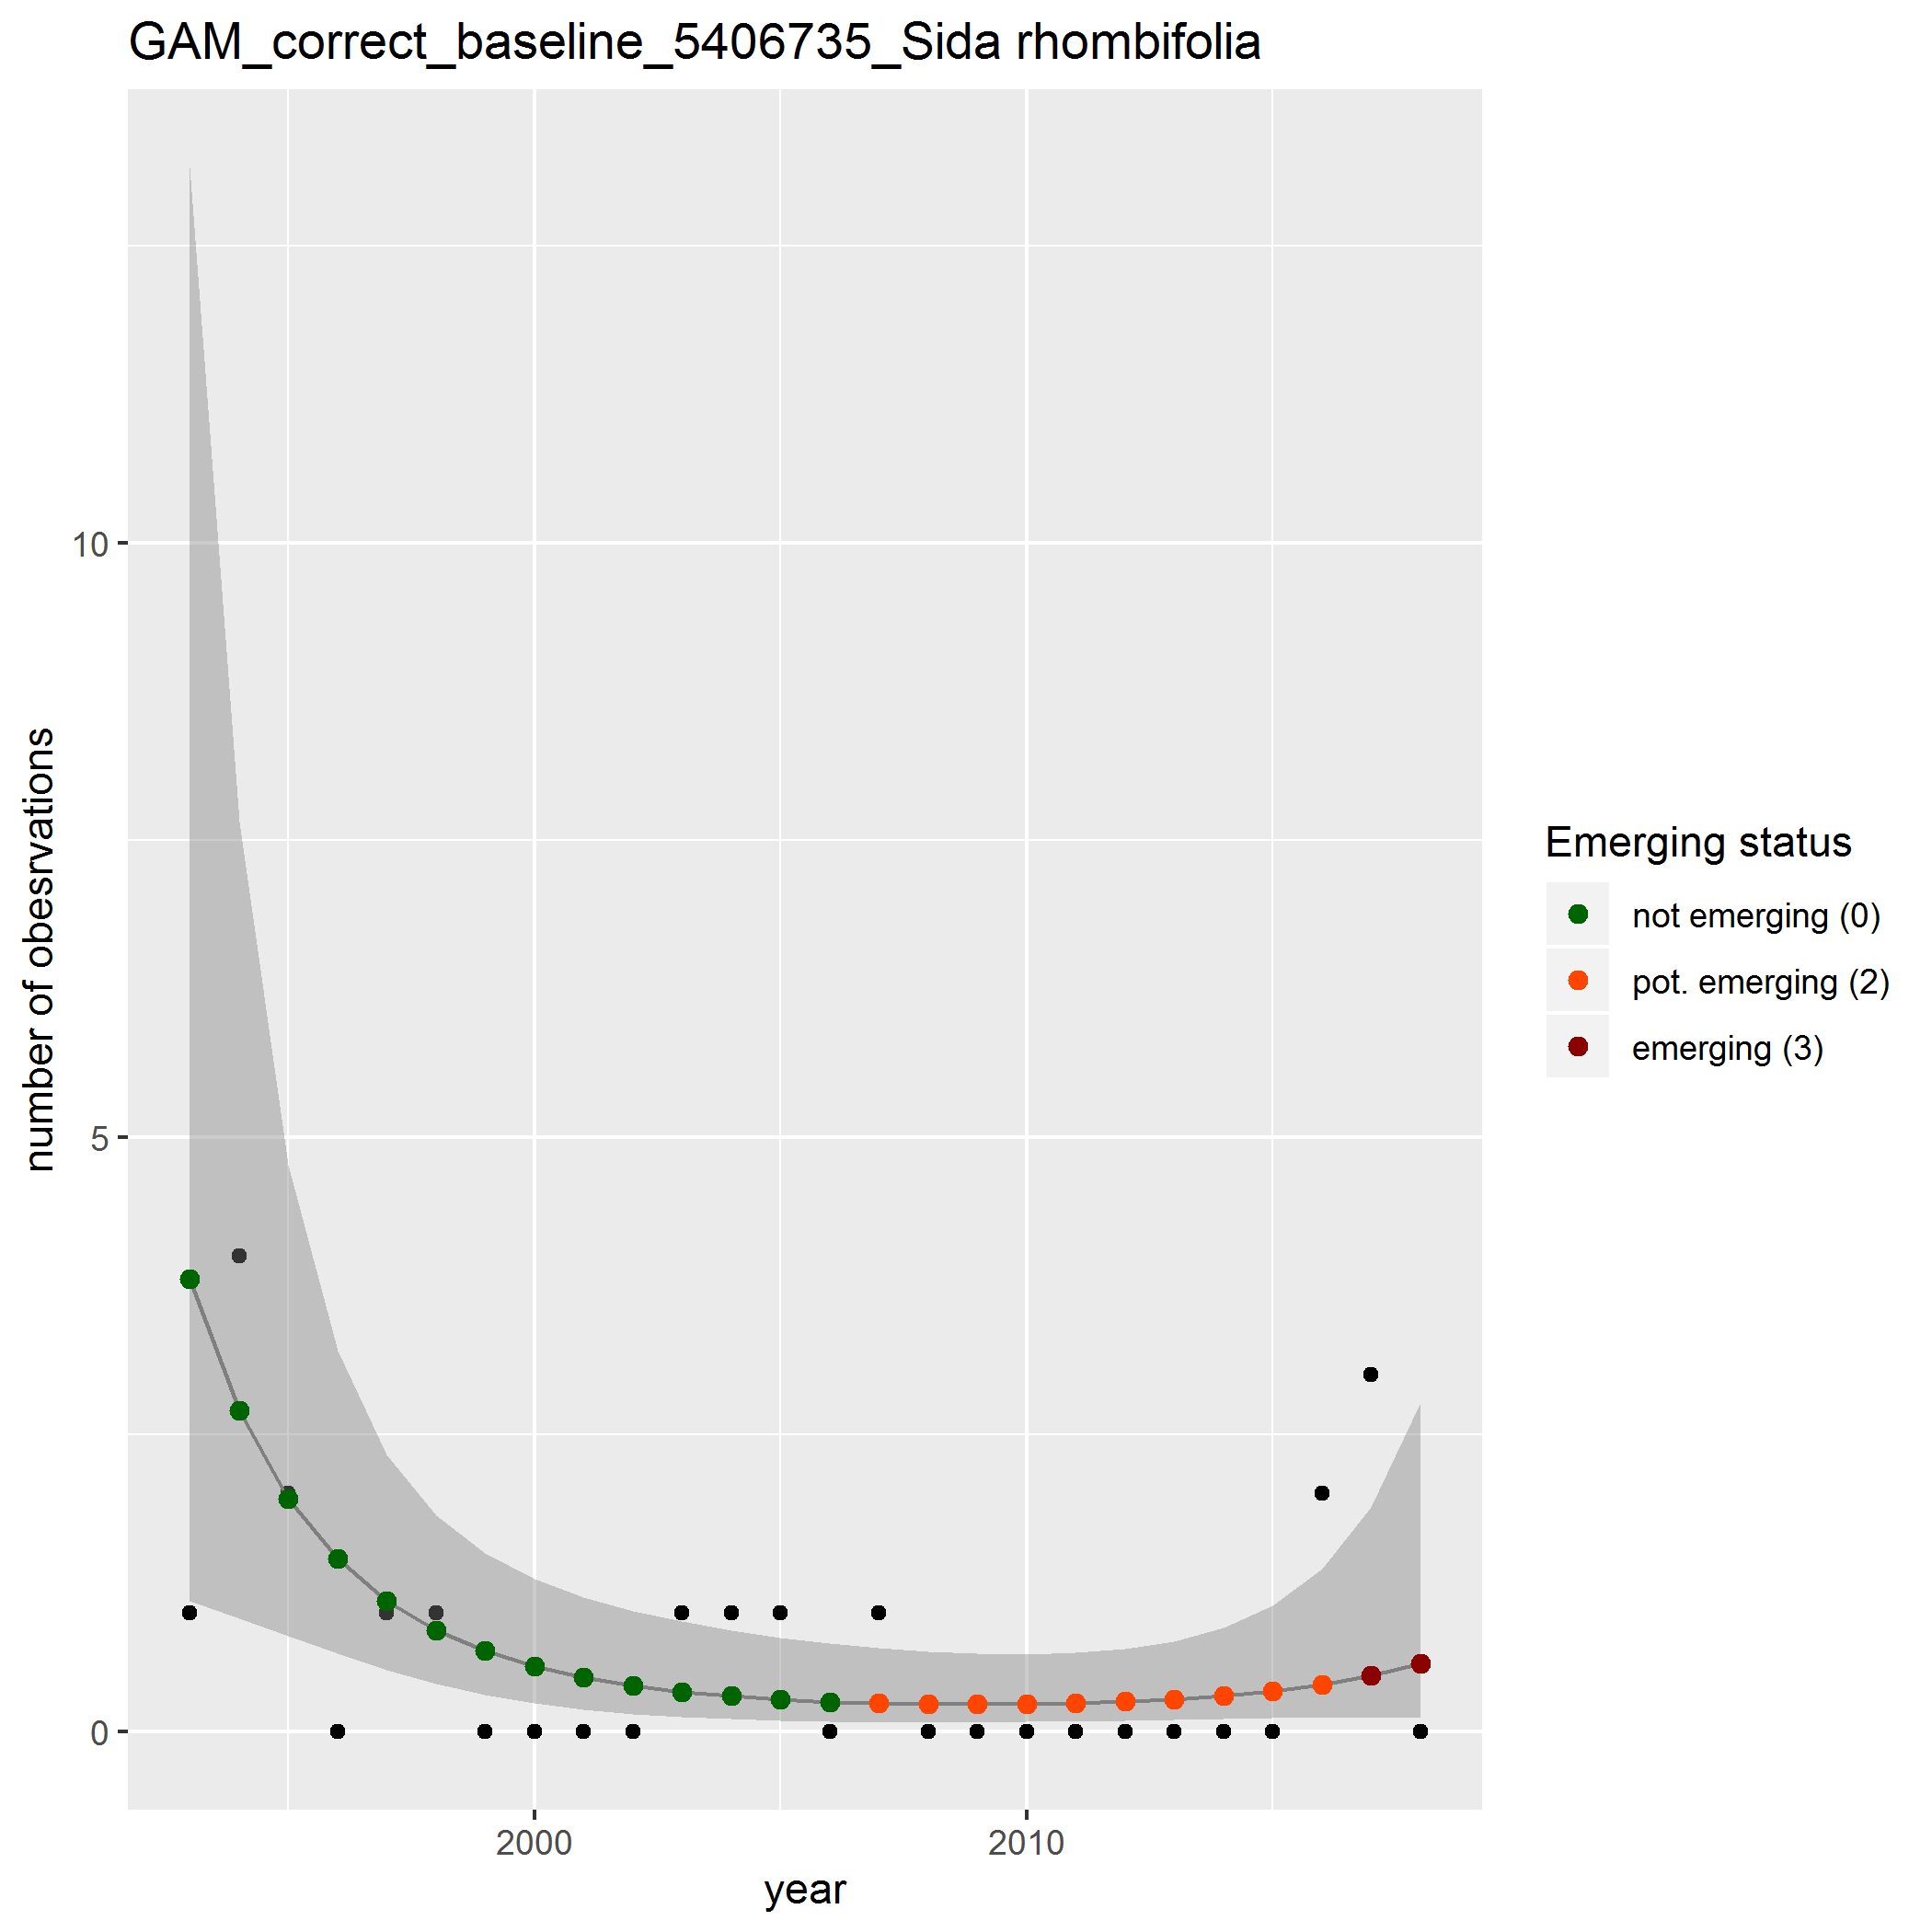 GAM_correct_baseline_5406735_Sida rhombifolia
number of obesrvations
10
5
0
2000
2010
year
Emerging status
not emerging (0)
pot. emerging (2)
emerging (3)